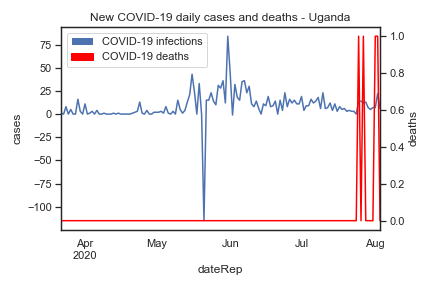 New COVID-19 daily cases and deaths - Uganda
COVID-19 infections
COVID-19 deaths
75
50
25
0
−25
−50
−75
−100
cases
1.0
0.8
0.6
0.4
0.2
0.0
deaths
Apr
2020
May
Jun
Jul
Aug
dateRep